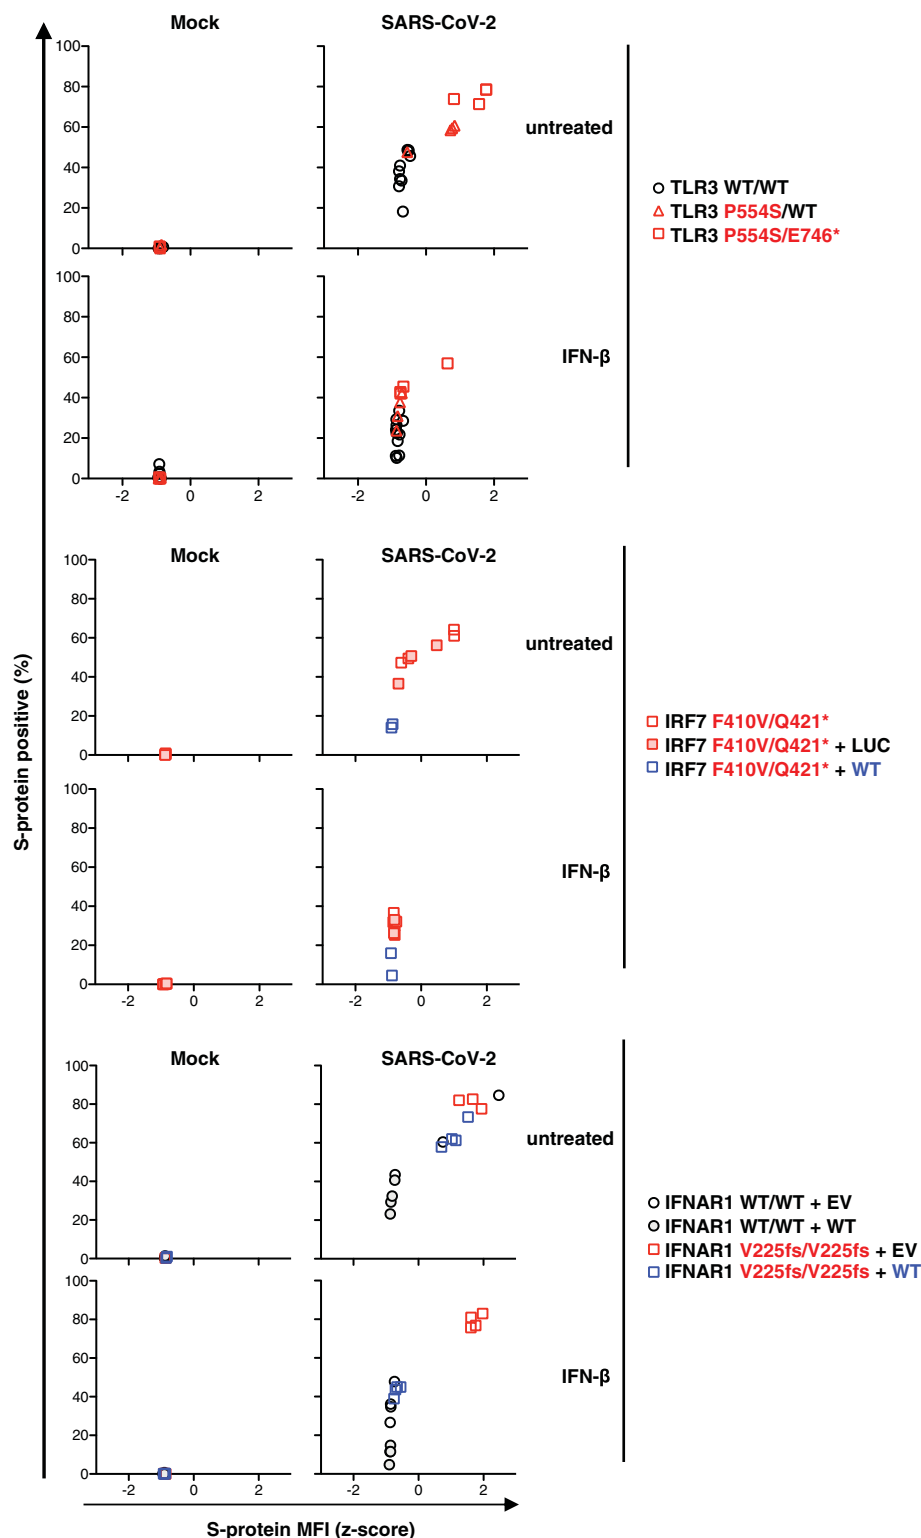 Mock SARS-CoV-2
100
80
60
40
20
0
untreated
TLR3 WT/WT
TLR3 P554S/WT
TLR3 P554S/E746*
100
80
60
40
20
0
IFN-β
-2 0 2 -2 0 2
Mock SARS-CoV-2
100
80
60
40
20
0
untreated
IRF7 F410V/Q421*
IRF7 F410V/Q421* + LUC
IRF7 F410V/Q421* + WT
S-protein positive (%)
100
80
60
40
20
0
IFN-β
-2 0 2 -2 0 2
Mock SARS-CoV-2
100
80
60
40
20
0
untreated
IFNAR1 WT/WT + EV
IFNAR1 WT/WT + WT
IFNAR1 V225fs/V225fs + EV
IFNAR1 V225fs/V225fs + WT
100
80
60
40
20
0
IFN-β
-2 0 2 -2 0 2
S-protein MFI (z-score)